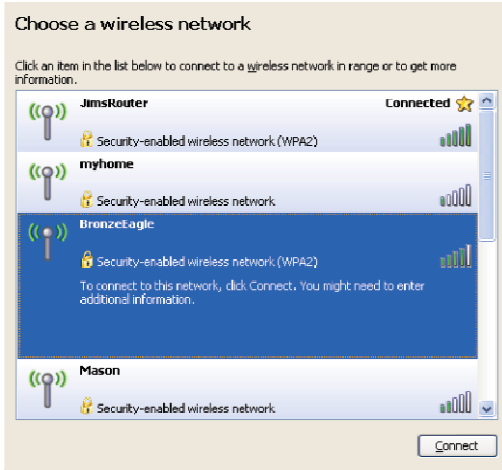 Choose a wireless network
Click an item in the list below to connect to a wireless network in range or to get more
information.
JimsRouter Connected
Security-enabled wireless network (WPA2)
myhome
Security-enabled wireless network
BronzeEagle
Security-enabled wireless network (WPA2)
To connect to this network, click Connect. You might need to enter
additional information.
Mason
Security-enabled wireless network
Connect